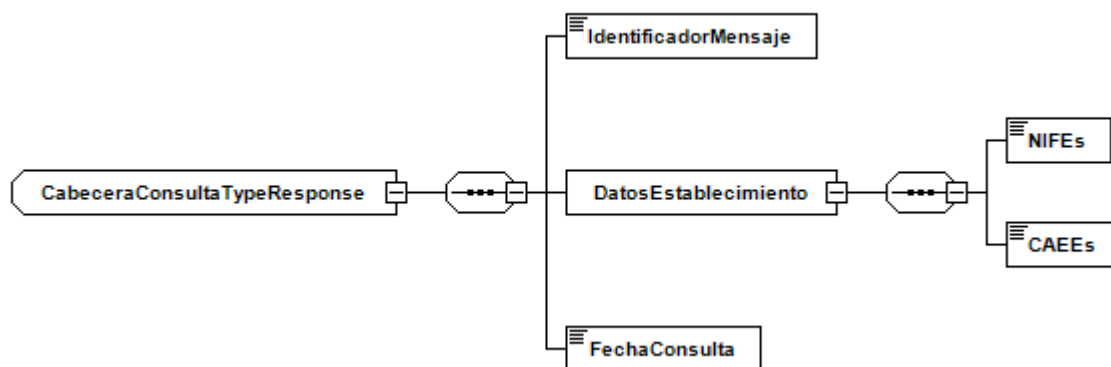 IdentificadorMensaje
NIFEs
CabeceraConsultaTypeResponse
DatosEstablecimiento
CAEEs
FechaConsulta